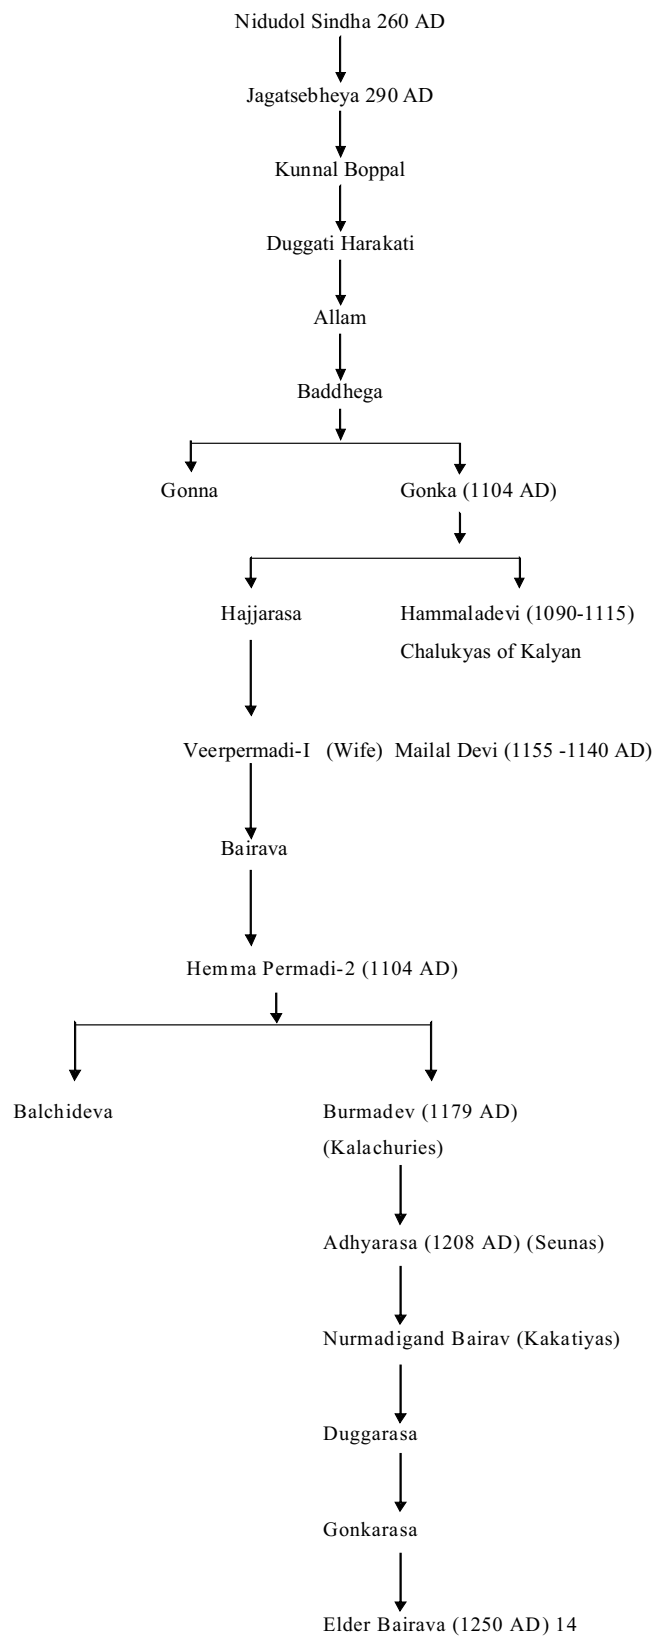 Nidudol Sindha 260 AD
Jagatsebheya 290 AD
Kunnal Boppal
Duggati Harakati
Allam
Baddhega
Gonna Gonka (1104 AD)
Hajjarasa Hammaladevi (1090-1115)
Chalukyas of Kalyan
Veerpermadi-I (Wife) Mailal Devi (1155 -1140 AD)
Bairava
Hemma Permadi-2 (1104 AD)
Balchideva Burmadev (1179 AD)
(Kalachuries)
Adhyarasa (1208 AD) (Seunas)
Nurmadigand Bairav (Kakatiyas)
Duggarasa
Gonkarasa
Elder Bairava (1250 AD) 14